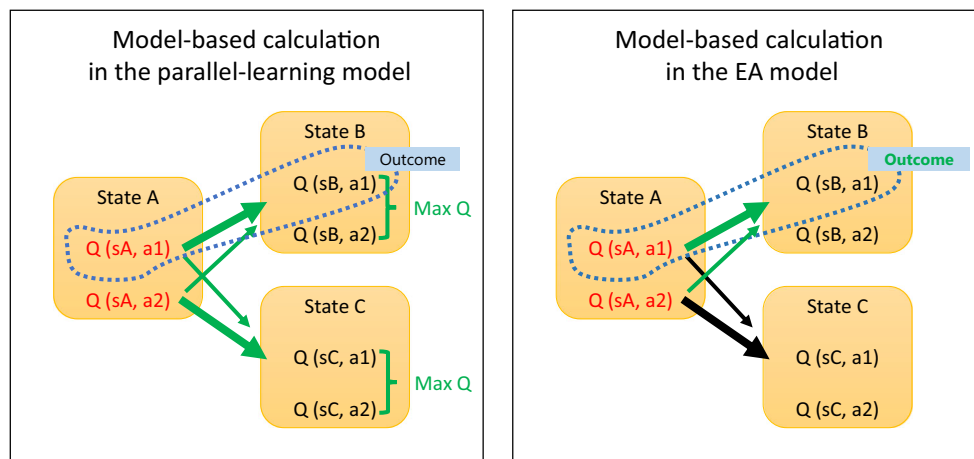 Model-based calculation
in the parallel-learning model
State B
Outcome
State A
Q (sB, a1)
Max Q
Q (sA, a1)
Q (sB, a2)
Q (sA, a2)
State C
Q (sC, a1)
Max Q
Q (sC, a2)
Model-based calculation
in the EA model
State B
Outcome
State A
Q (sB, a1)
Q (sA, a1)
Q (sB, a2)
Q (sA, a2)
State C
Q (sC, a1)
Q (sC, a2)